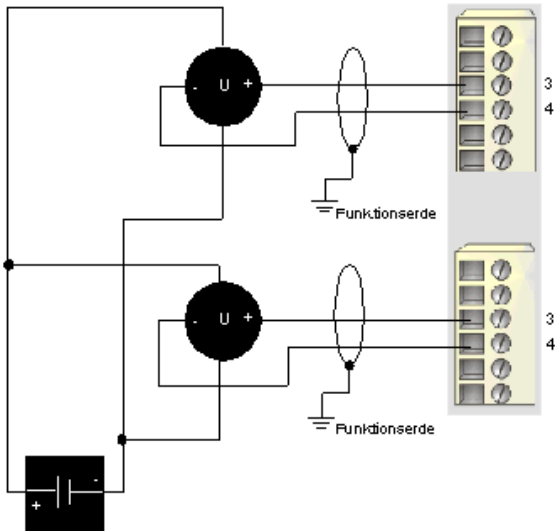 - U + 3
4
Funktionserde
- U + 3
4
Funktionserde
+ -